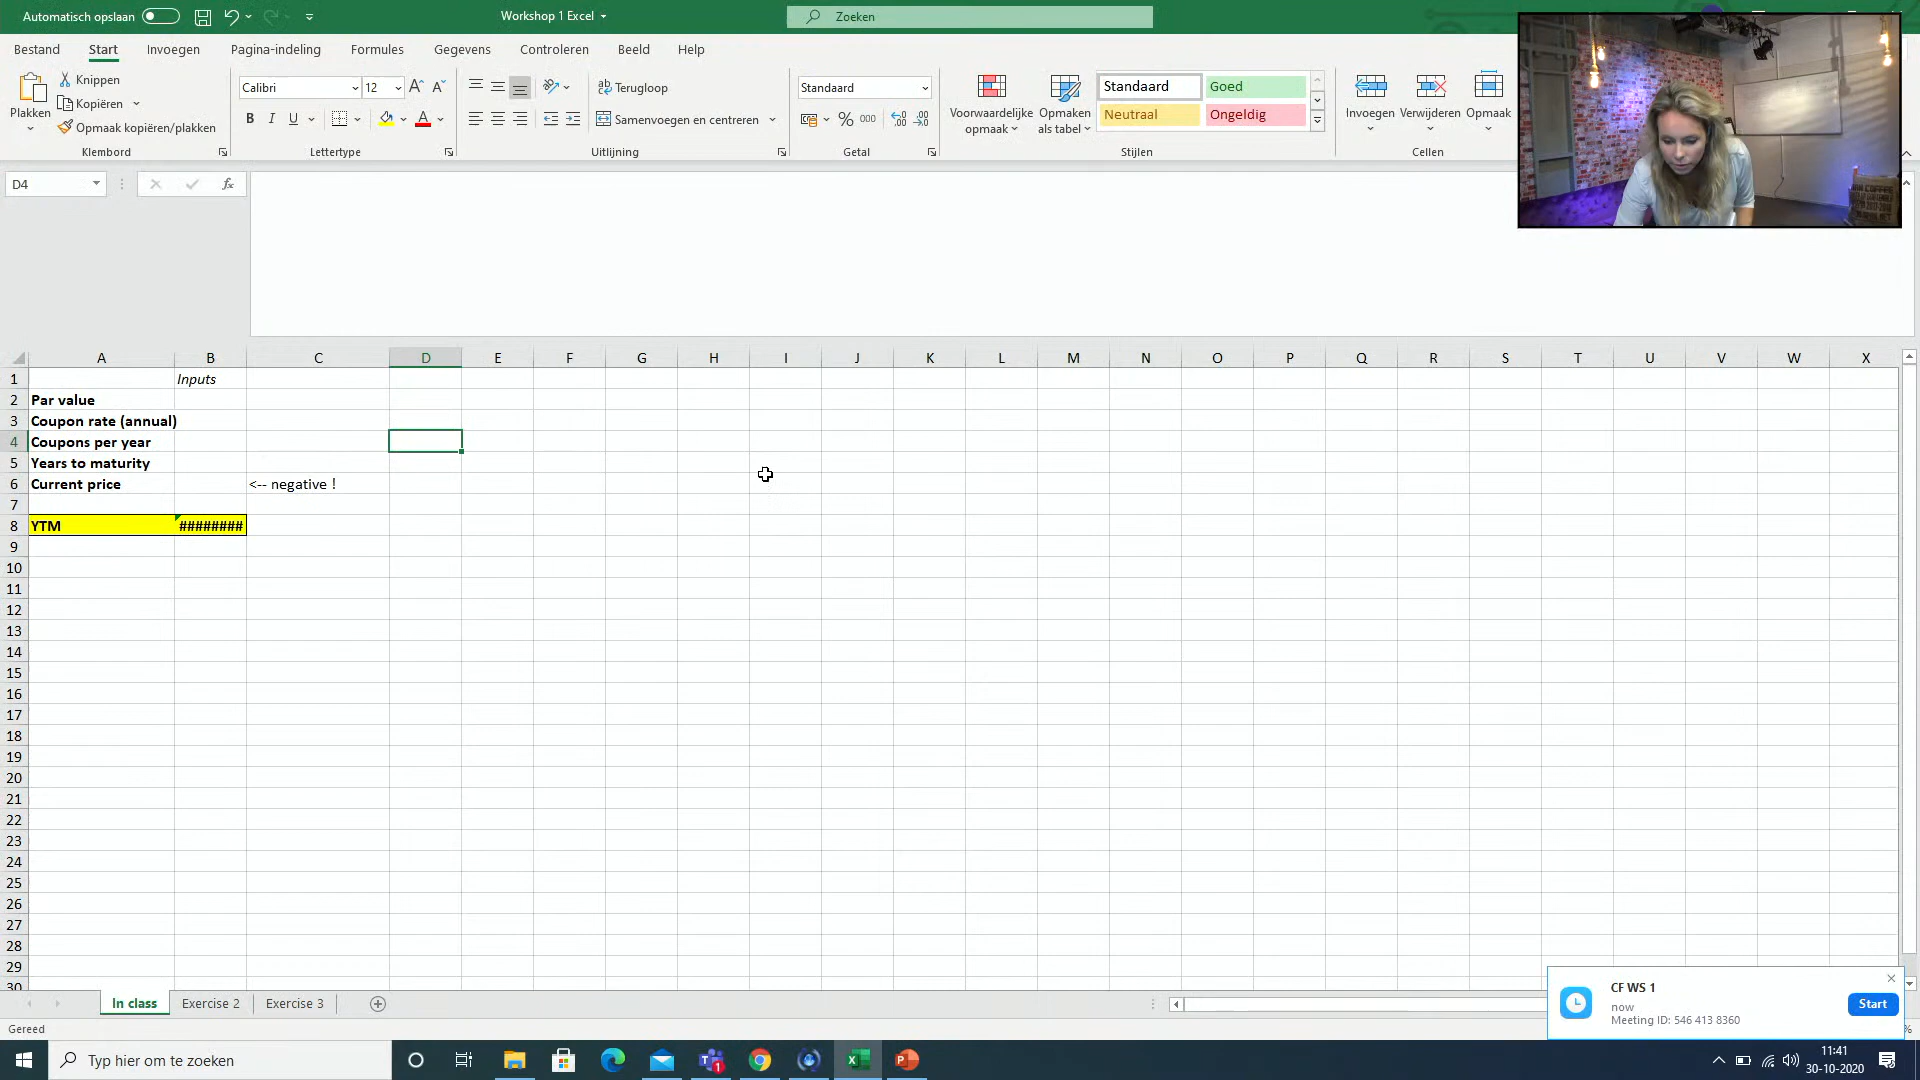 Automatisch opslaan
Workshop 1 Excel
Zoeken
Bestand Start Invoegen Pagina-indeling Formules Gegevens Controleren Beeld Help
Plakken
Knippen
Kopiëren
Opmaak kopiëren/plakken
Klembord
Calibri 12
B I U
A A
Lettertype
Terugloop
Samenvoegen en centreren
Uitlijning
Standaard
% 000
Getal
Voorwaardelijke opmaak
Opmaken als tabel
Standaard Goed
Neutraal Ongeldig
Stijlen
Invoegen Verwijderen Opmaak
Cellen
D4
fx
A B C D E F G H I J K L M N O P Q R S T U V W X
1 Inputs
2 Par value
3 Coupon rate (annual)
4 Coupons per year
5 Years to maturity
6 Current price <-- negative !
7
8 YTM ########
9
10
11
12
13
14
15
16
17
18
19
20
21
22
23
24
25
26
27
28
29
30
In class Exercise 2 Exercise 3
Gereed
CF WS 1
now
Meeting ID: 546 413 8360
Start
%
Typ hier om te zoeken
1
11:41
30-10-2020